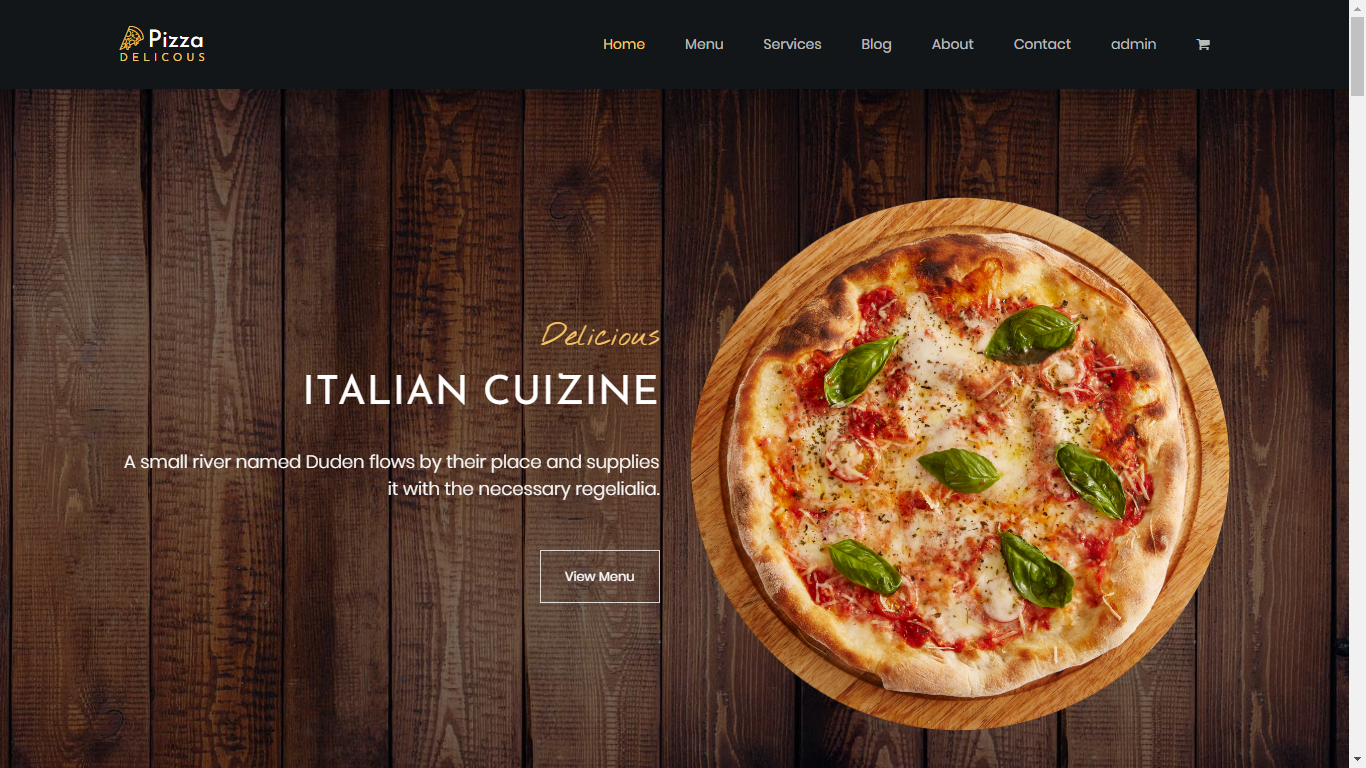 Pizza
DELICOUS
Home Menu Services Blog About Contact admin
Delicious
ITALIAN CUIZINE
A small river named Duden flows by their place and supplies
it with the necessary regelialia.
View Menu